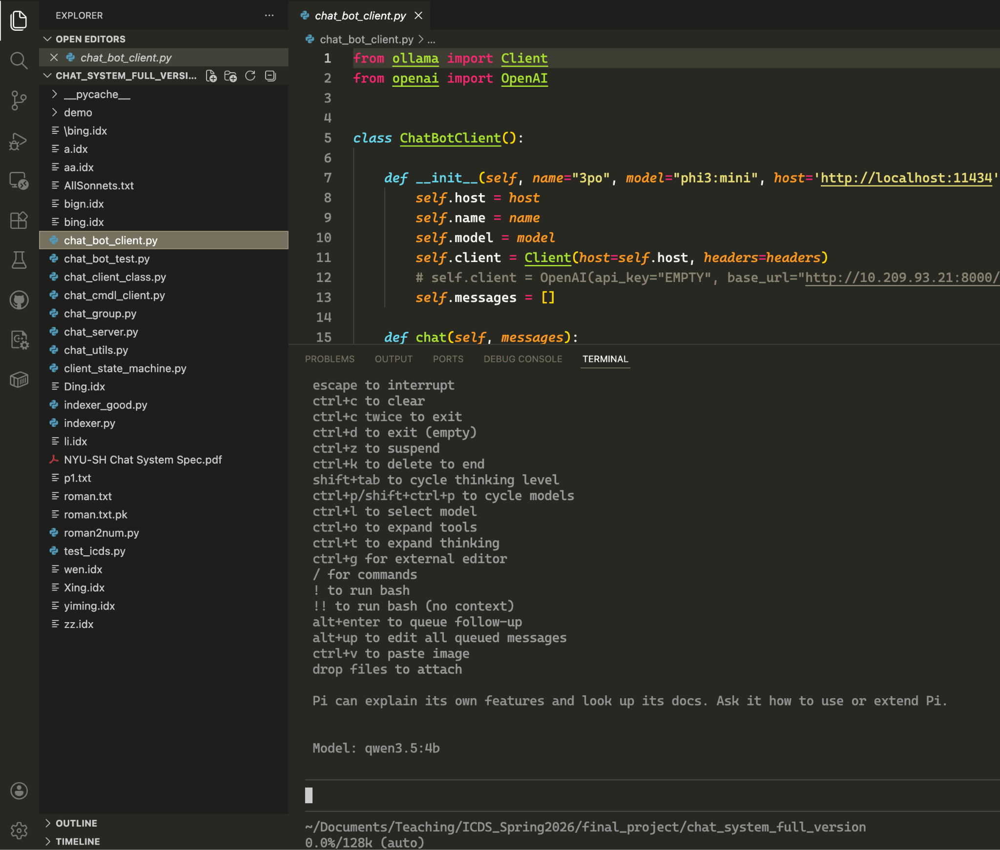 EXPLORER
OPEN EDITORS
chat_bot_client.py
CHAT_SYSTEM_FULL_VERSI...
__pycache__
demo
\bing.idx
a.idx
aa.idx
AllSonnets.txt
bign.idx
bing.idx
chat_bot_client.py
chat_bot_test.py
chat_client_class.py
chat_cmdl_client.py
chat_group.py
chat_server.py
chat_utils.py
client_state_machine.py
Ding.idx
indexer_good.py
indexer.py
li.idx
NYU-SH Chat System Spec.pdf
p1.txt
roman.txt
roman.txt.pk
roman2num.py
test_icds.py
wen.idx
Xing.idx
yiming.idx
zz.idx
OUTLINE
TIMELINE
chat_bot_client.py
chat_bot_client.py > ...
1 from ollama import Client
2 from openai import OpenAI
3
4
5 class ChatBotClient():
6
7 def __init__(self, name="3po", model="phi3:mini", host='http://localhost:11434'
8 self.host = host
9 self.name = name
10 self.model = model
11 self.client = Client(host=self.host, headers=headers)
12 # self.client = OpenAI(api_key="EMPTY", base_url="http://10.209.93.21:8000/
13 self.messages = []
14
15 def chat(self, messages):
PROBLEMS OUTPUT PORTS DEBUG CONSOLE TERMINAL
escape to interrupt
ctrl+c to clear
ctrl+c twice to exit
ctrl+d to exit (empty)
ctrl+z to suspend
ctrl+k to delete to end
shift+tab to cycle thinking level
ctrl+p/shift+ctrl+p to cycle models
ctrl+l to select model
ctrl+o to expand tools
ctrl+t to expand thinking
ctrl+g for external editor
/ for commands
! to run bash
!! to run bash (no context)
alt+enter to queue follow-up
alt+up to edit all queued messages
ctrl+v to paste image
drop files to attach
Pi can explain its own features and look up its docs. Ask it how to use or extend Pi.
Model: qwen3.5:4b
~/Documents/Teaching/ICDS_Spring2026/final_project/chat_system_full_version
0.0%/128k (auto)